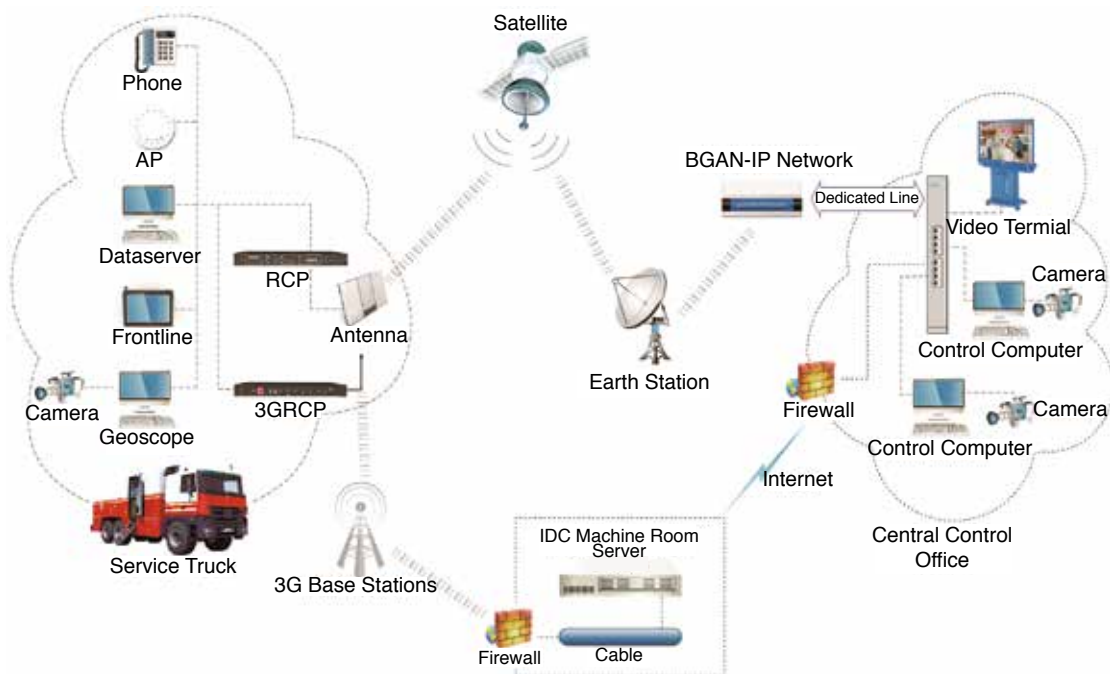 Satellite
Phone
AP
Dataserver
RCP
Frontline
Antenna
Camera
Geoscope
3GRCP
Service Truck
3G Base Stations
BGAN-IP Network
Dedicated Line
Video Termial
Camera
Control Computer
Earth Station
Firewall
Camera
Control Computer
Internet
Central Control
Office
IDC Machine Room
Server
Firewall
Cable